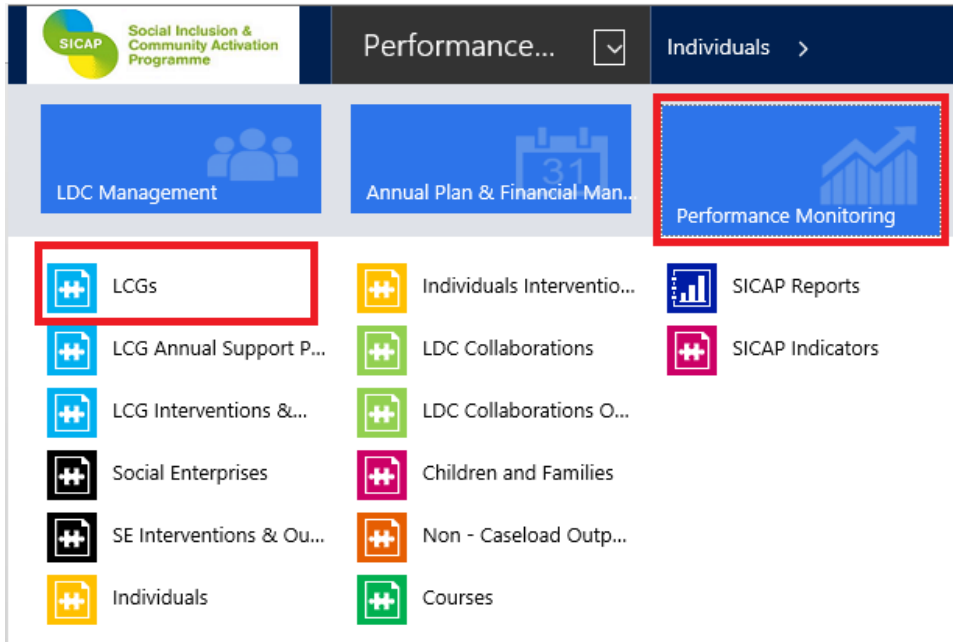 SICAP
Social Inclusion &
Community Activation
Programme
Performance...
Individuals >
LDC Management
31
Annual Plan & Financial Man...
Performance Monitoring
LCGs
Individuals Interventio...
SICAP Reports
LCG Annual Support P...
LDC Collaborations
SICAP Indicators
LCG Interventions &...
LDC Collaborations O...
Social Enterprises
Children and Families
SE Interventions & Ou...
Non - Caseload Outp...
Individuals
Courses